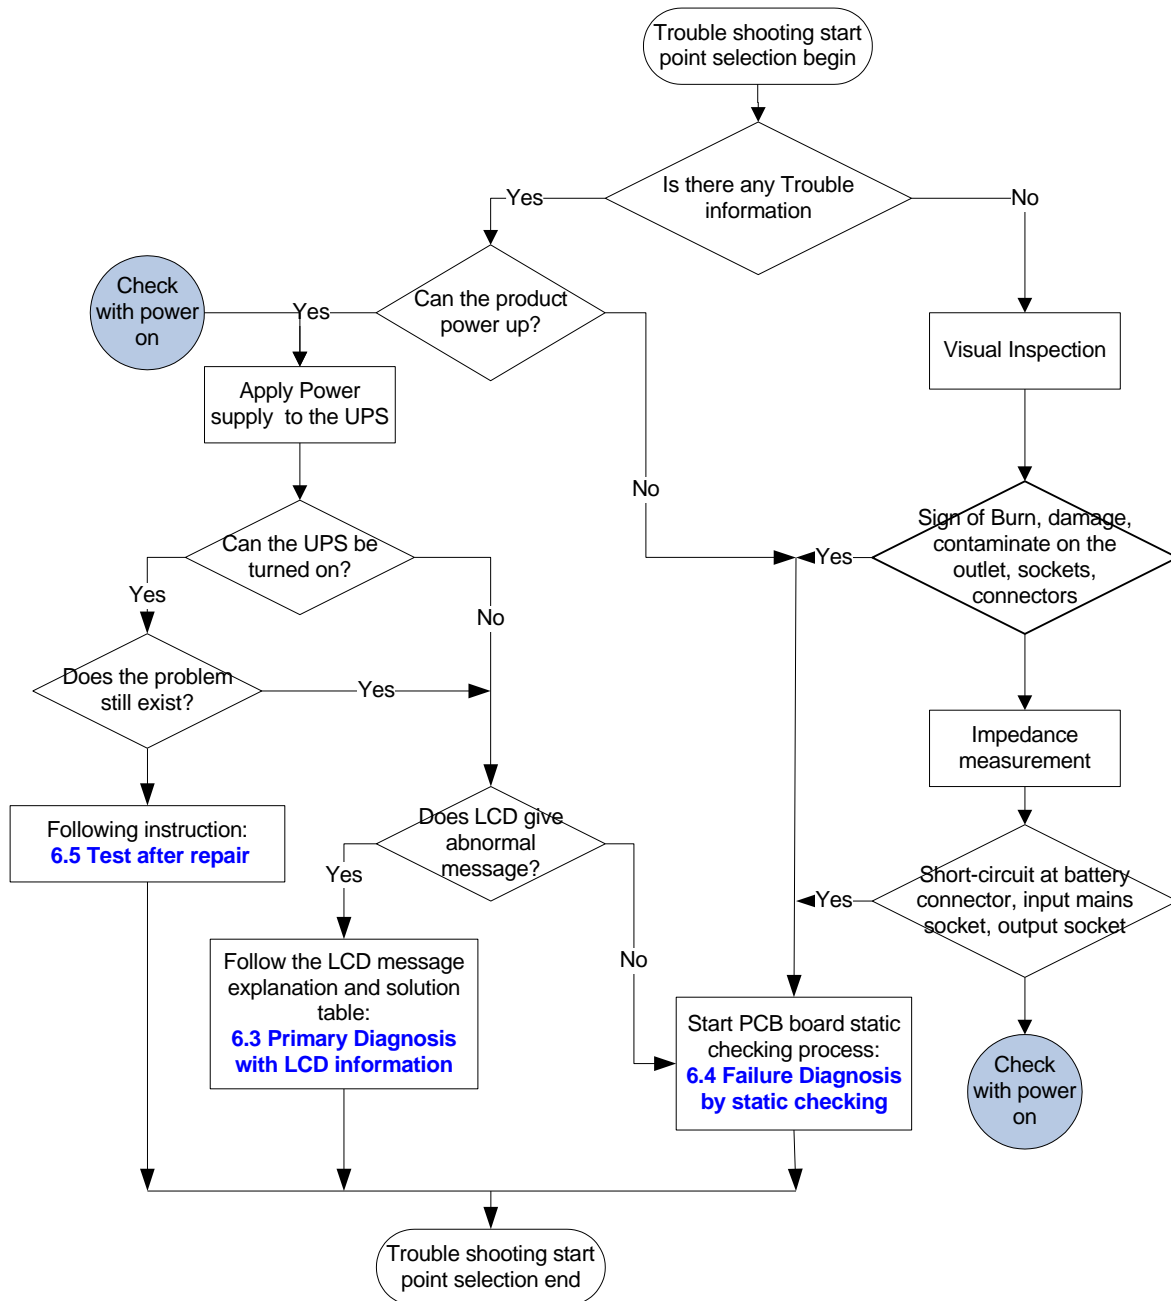 Trouble shooting start
point selection begin
Is there any Trouble
information
Yes
No
Check
with power
on
Yes
Can the product
power up?
Visual Inspection
Apply Power
supply to the UPS
No
Sign of Burn, damage,
contaminate on the
outlet, sockets,
connectors
Yes
Can the UPS be
turned on?
Yes
No
Does the problem
still exist?
Yes
Impedance
measurement
Following instruction:
6.5 Test after repair
Does LCD give
abnormal
message?
Yes
No
Short-circuit at battery
connector, input mains
socket, output socket
Yes
Follow the LCD message
explanation and solution
table:
6.3 Primary Diagnosis
with LCD information
Start PCB board static
checking process:
6.4 Failure Diagnosis
by static checking
Check
with power
on
Trouble shooting start
point selection end